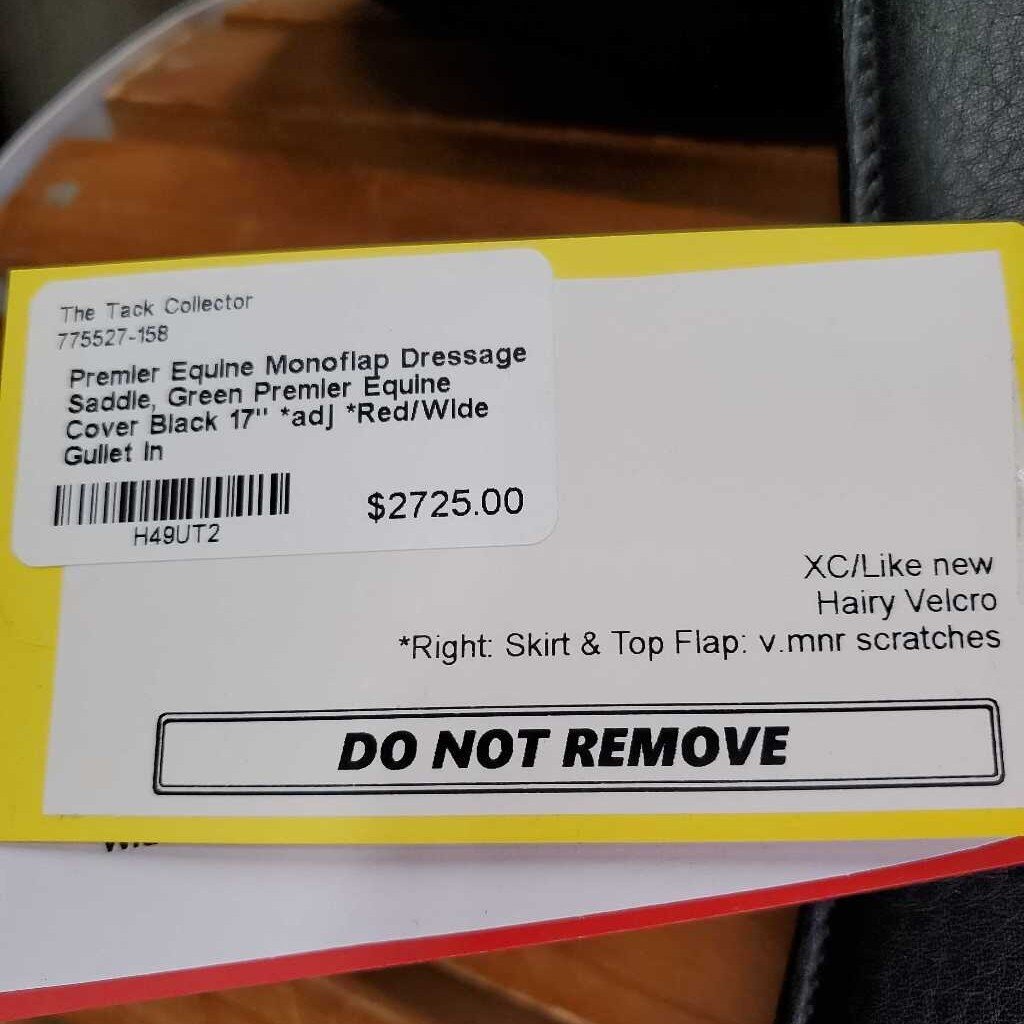 The Tack Collector
775527-158
Premier Equine Monoflap Dressage
Saddle, Green Premier Equine
Cover Black 17" *adj *Red/Wide
Gullet In
$2725.00
H49UT2
XC/Like new
Hairy Velcro
*Right: Skirt & Top Flap: v.mnr scratches
DO NOT REMOVE